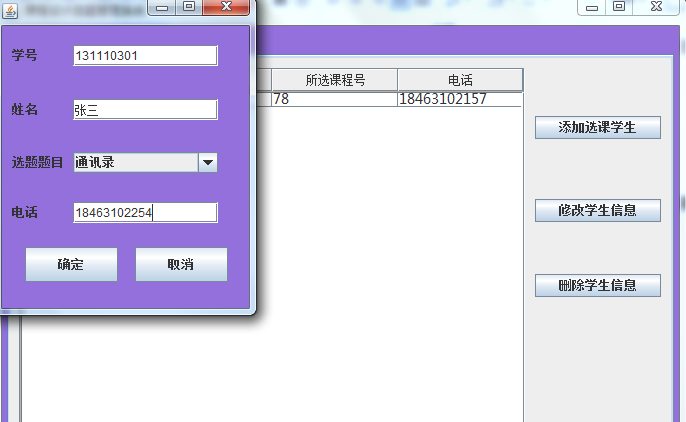 学号 131110301
姓名 张三
选题题目 通讯录
电话 18463102254
确定 取消
所选课程号 电话
78 18463102157
添加选课学生
修改学生信息
删除学生信息